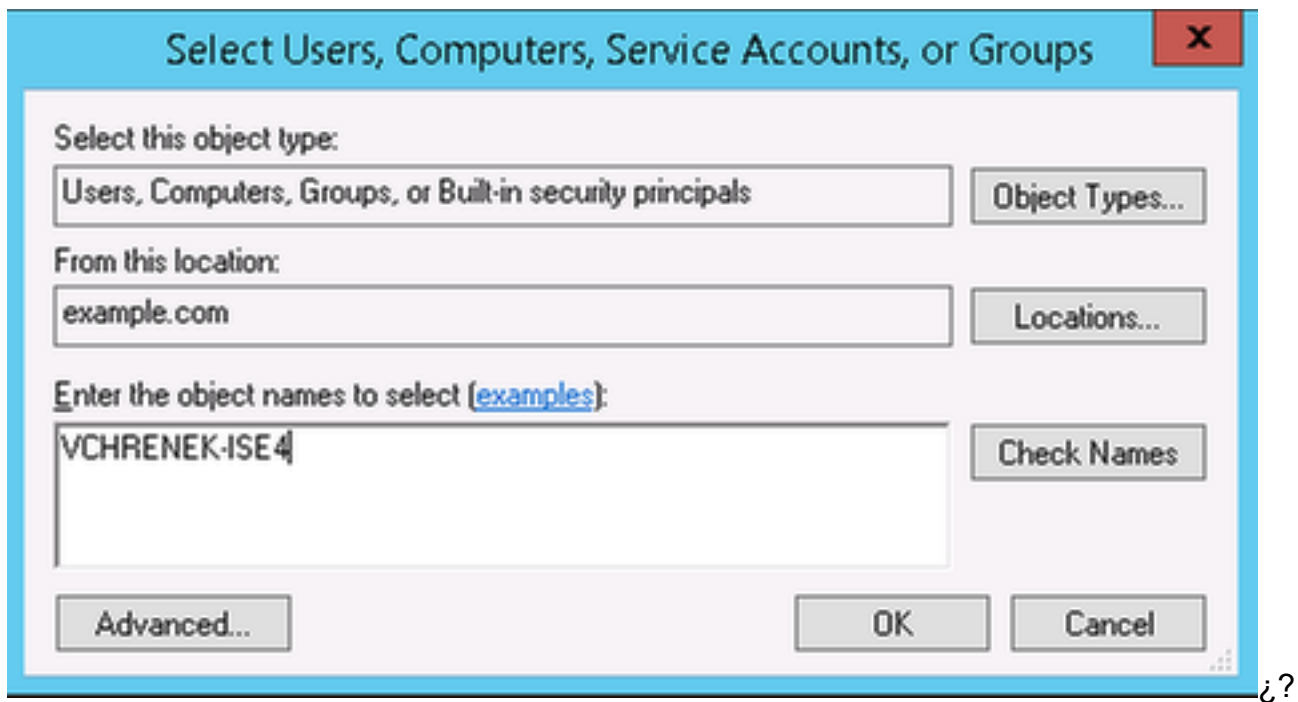 Select Users, Computers, Service Accounts, or Groups
x
Select this object type:
Users, Computers, Groups, or Built-in security principals
Object Types...
From this location:
example.com
Locations...
Enter the object names to select (examples):
VCHRENEK-ISE4
Check Names
Advanced...
OK
Cancel
¿?